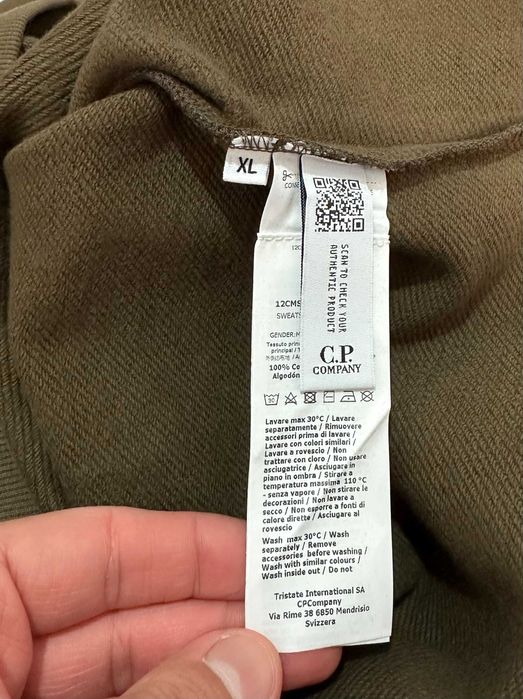 XL
SCAN TO CHECK YOUR
AUTHENTIC PRODUCT
C.P.
COMPANY
12CMS
SWEATS
GENDER: M
Tessuto prin
principal / T
100% Co
Algodón
Lavare max 30°C / Lavare
separatamente / Rimuovere
accessori prima di lavare /
Lavare con colori similari /
Lavare a rovescio / Non
trattare con cloro / Non usare
asciugatrice / Asciugare in
piano in ombra / Stirare a
temperatura massima 110 °C
- senza vapore / Non stirare le
decorazioni / Non lavare a
secco / Non esporre a fonti di
calore dirette / Asciugare al
rovescio
Wash max 30°C / Wash
separately / Remove
accessories before washing /
Wash with similar colours /
Wash inside out / Do not
Tristate International SA
CPCompany
Via Rime 38 6850 Mendrisio
Svizzera